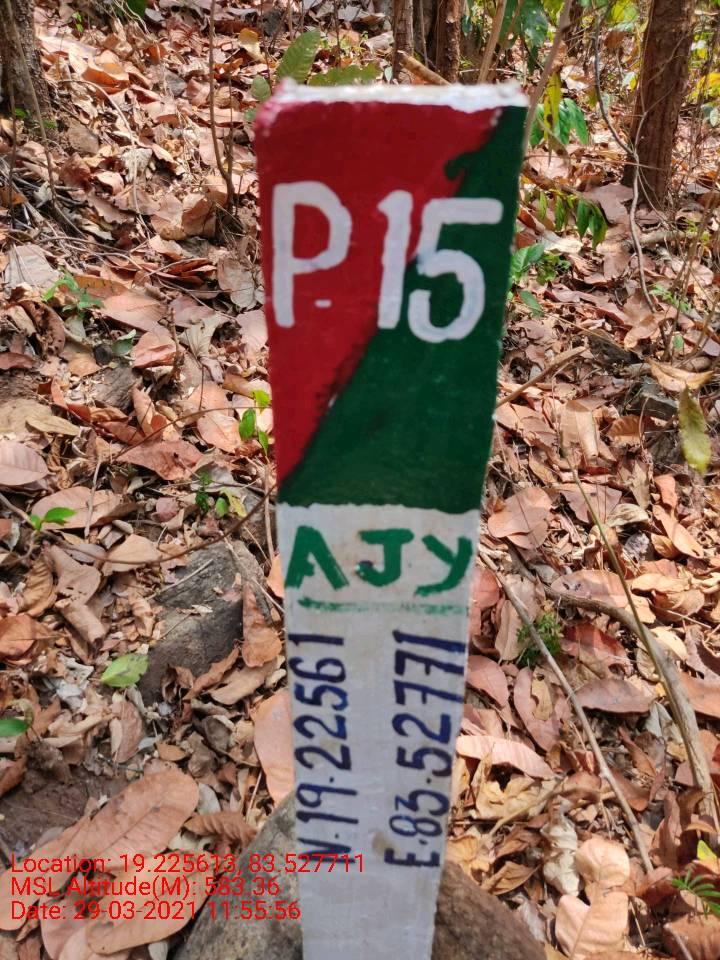 P. 15
AJY
N.19.22561
E.83.52771
Location: 19.225613, 83.527711
MSL Altitude(M): 583.36
Date: 29-03-2021 11:55:56